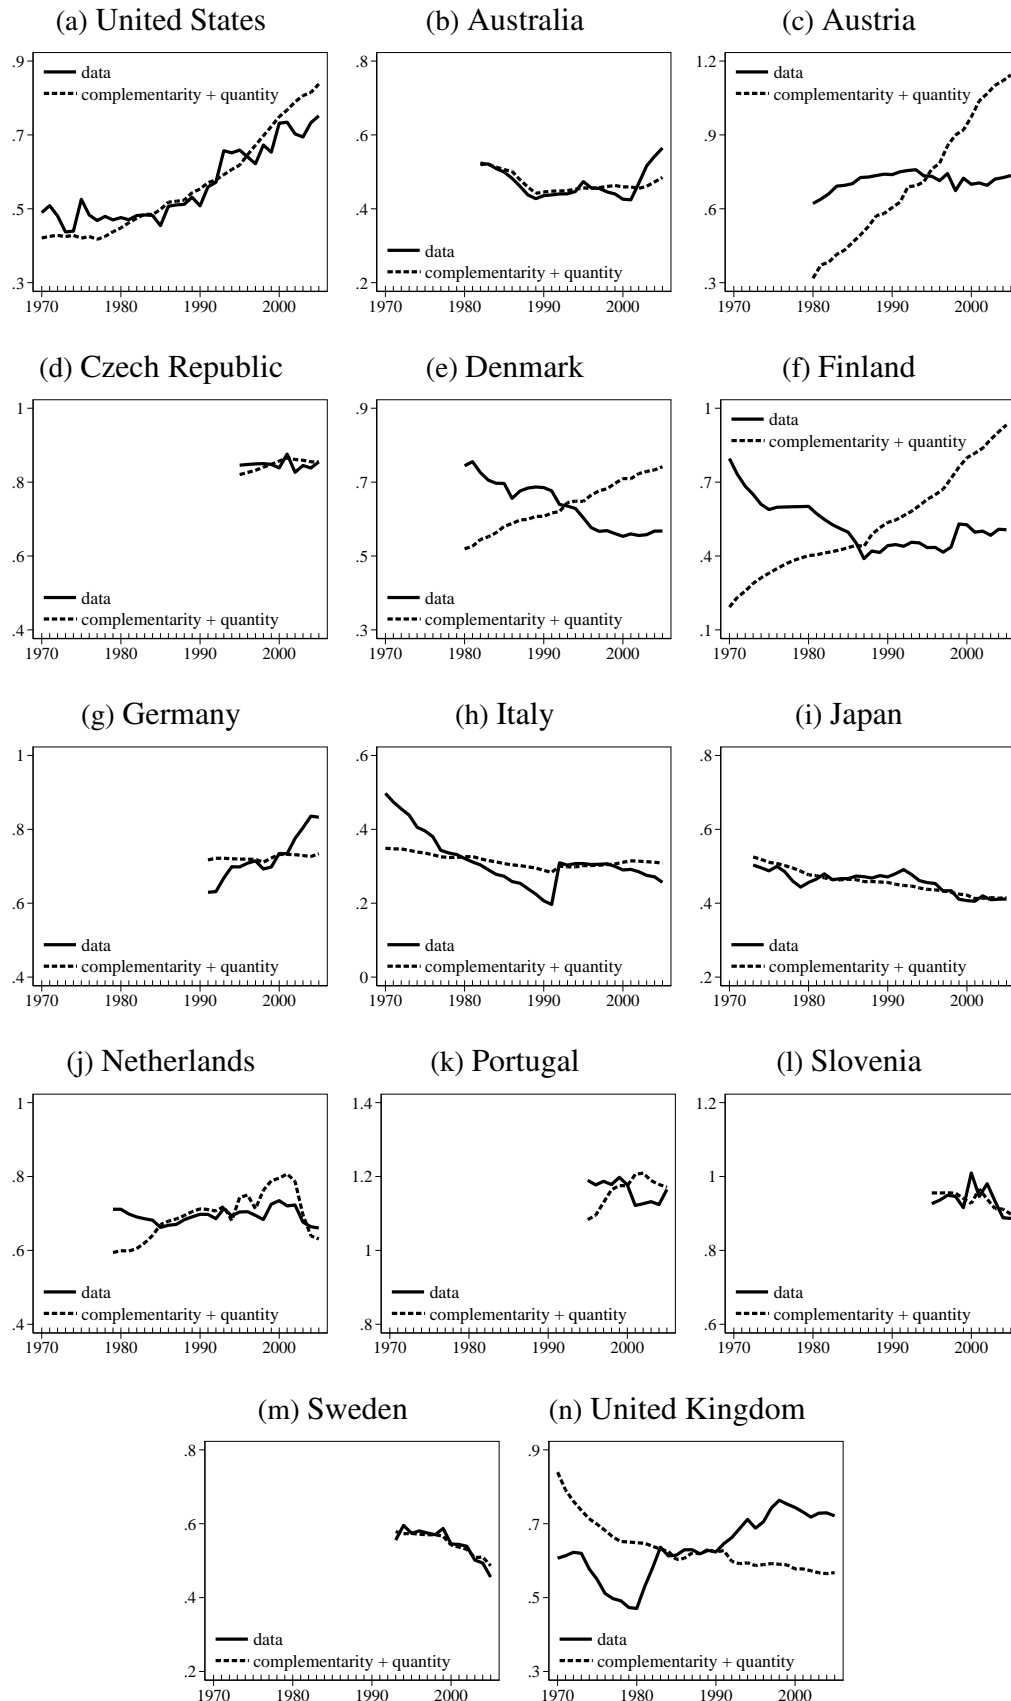 (a) United States
(b) Australia
(c) Austria
.9
.7
.5
.3
data
complementarity + quantity
1970 1980 1990 2000
.8
.6
.4
.2
data
complementarity + quantity
1970 1980 1990 2000
1.2
.9
.6
.3
data
complementarity + quantity
1970 1980 1990 2000
(d) Czech Republic
(e) Denmark
(f) Finland
1
.8
.6
.4
data
complementarity + quantity
1970 1980 1990 2000
.9
.7
.5
.3
data
complementarity + quantity
1970 1980 1990 2000
1
.7
.4
.1
data
complementarity + quantity
1970 1980 1990 2000
(g) Germany
(h) Italy
(i) Japan
1
.8
.6
.4
data
complementarity + quantity
1970 1980 1990 2000
.6
.4
.2
0
data
complementarity + quantity
1970 1980 1990 2000
.8
.6
.4
.2
data
complementarity + quantity
1970 1980 1990 2000
(j) Netherlands
(k) Portugal
(l) Slovenia
1
.8
.6
.4
data
complementarity + quantity
1970 1980 1990 2000
1.4
1.2
1
.8
data
complementarity + quantity
1970 1980 1990 2000
1.2
1
.8
.6
data
complementarity + quantity
1970 1980 1990 2000
(m) Sweden
(n) United Kingdom
.8
.6
.4
.2
data
complementarity + quantity
1970 1980 1990 2000
.9
.7
.5
.3
data
complementarity + quantity
1970 1980 1990 2000